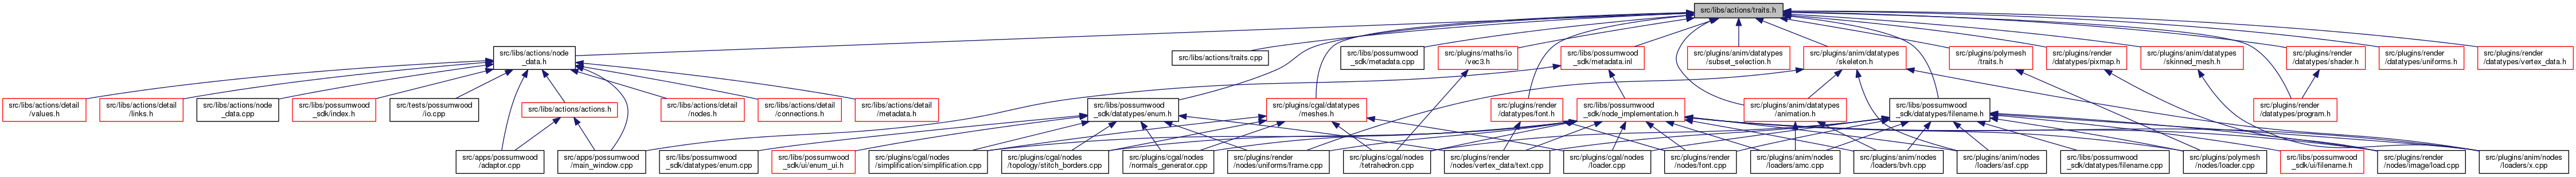 src/libs/actions/traits.h
src/libs/actions/node
_data.h
src/libs/actions/traits.cpp
src/libs/possumwood
_sdk/metadata.cpp
src/plugins/maths/io
/vec3.h
src/libs/possumwood
_sdk/metadata.inl
src/plugins/anim/datatypes
/subset_selection.h
src/plugins/anim/datatypes
/skeleton.h
src/plugins/polymesh
/traits.h
src/plugins/render
/datatypes/pixmap.h
src/plugins/anim/datatypes
/skinned_mesh.h
src/plugins/render
/datatypes/shader.h
src/plugins/render
/datatypes/uniforms.h
src/plugins/render
/datatypes/vertex_data.h
src/libs/actions/detail
/values.h
src/libs/actions/detail
/links.h
src/libs/actions/node
_data.cpp
src/libs/possumwood
_sdk/index.h
src/tests/possumwood
/io.cpp
src/libs/actions/actions.h
src/libs/actions/detail
/nodes.h
src/libs/actions/detail
/connections.h
src/libs/actions/detail
/metadata.h
src/libs/possumwood
_sdk/datatypes/enum.h
src/plugins/cgal/datatypes
/meshes.h
src/plugins/render
/datatypes/font.h
src/libs/possumwood
_sdk/node_implementation.h
src/plugins/anim/datatypes
/animation.h
src/libs/possumwood
_sdk/datatypes/filename.h
src/plugins/render
/datatypes/program.h
src/apps/possumwood
/adaptor.cpp
src/apps/possumwood
/main_window.cpp
src/libs/possumwood
_sdk/datatypes/enum.cpp
src/libs/possumwood
_sdk/ui/enum_ui.h
src/plugins/cgal/nodes
/simplification/simplification.cpp
src/plugins/cgal/nodes
/topology/stitch_borders.cpp
src/plugins/cgal/nodes
/normals_generator.cpp
src/plugins/render
/nodes/uniforms/frame.cpp
src/plugins/cgal/nodes
/tetrahedron.cpp
src/plugins/render
/nodes/vertex_data/text.cpp
src/plugins/cgal/nodes
/loader.cpp
src/plugins/render
/nodes/font.cpp
src/plugins/anim/nodes
/loaders/amc.cpp
src/plugins/anim/nodes
/loaders/bvh.cpp
src/plugins/anim/nodes
/loaders/asf.cpp
src/libs/possumwood
_sdk/datatypes/filename.cpp
src/plugins/polymesh
/nodes/loader.cpp
src/libs/possumwood
_sdk/ui/filename.h
src/plugins/render
/nodes/image/load.cpp
src/plugins/anim/nodes
/loaders/x.cpp